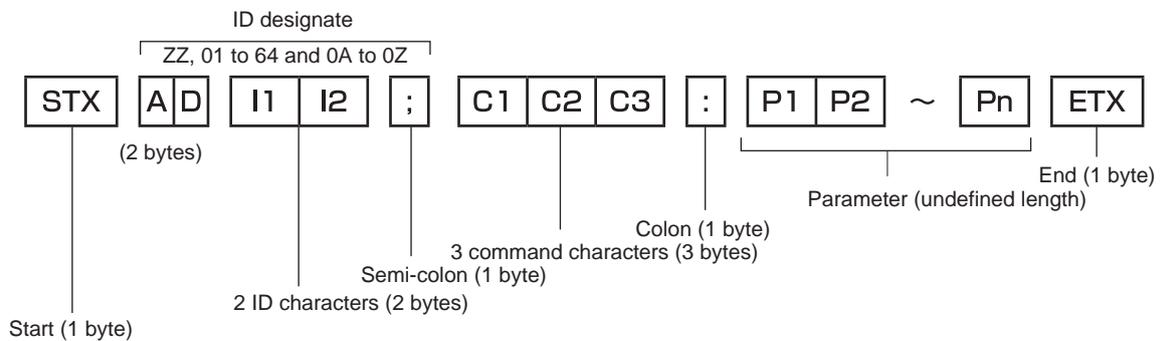 ID designate
ZZ, 01 to 64 and 0A to 0Z
STX A D I1 I2 ; C1 C2 C3 : P1 P2 ~ Pn ETX
(2 bytes)
End (1 byte)
Parameter (undefined length)
Colon (1 byte)
3 command characters (3 bytes)
Semi-colon (1 byte)
2 ID characters (2 bytes)
Start (1 byte)